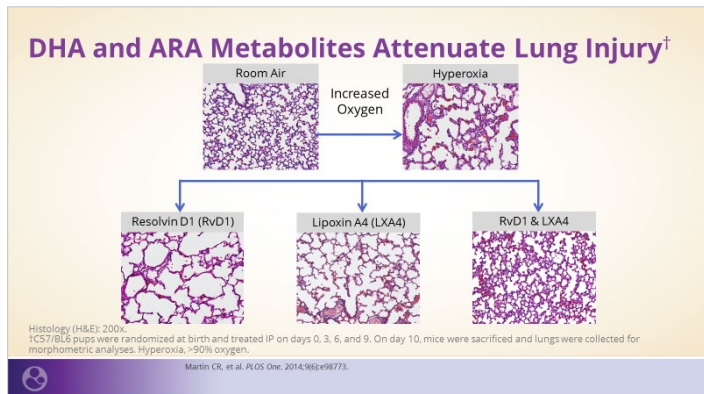 DHA and ARA Metabolites Attenuate Lung Injury†
Room Air
Increased
Oxygen
Hyperoxia
Resolvin D1 (RvD1)
Lipoxin A4 (LXA4)
RvD1 & LXA4
Histology (H&E): 200x.
†C57/BL6 pups were randomized at birth and treated IP on days 0, 3, 6, and 9. On day 10, mice were sacrificed and lungs were collected for
morphometric analyses. Hyperoxia, >90% oxygen.
Martin CR, et al. PLOS One. 2014;9(6):e98773.